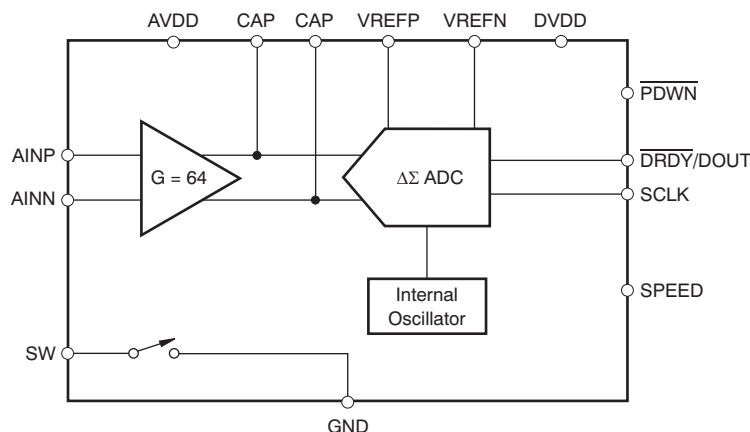 AVDD CAP CAP VREFP VREFN DVDD
PDWN
AINP
G = 64
ΔΣ ADC
DRDY/DOUT
AINN
SCLK
Internal
Oscillator
SPEED
SW
GND